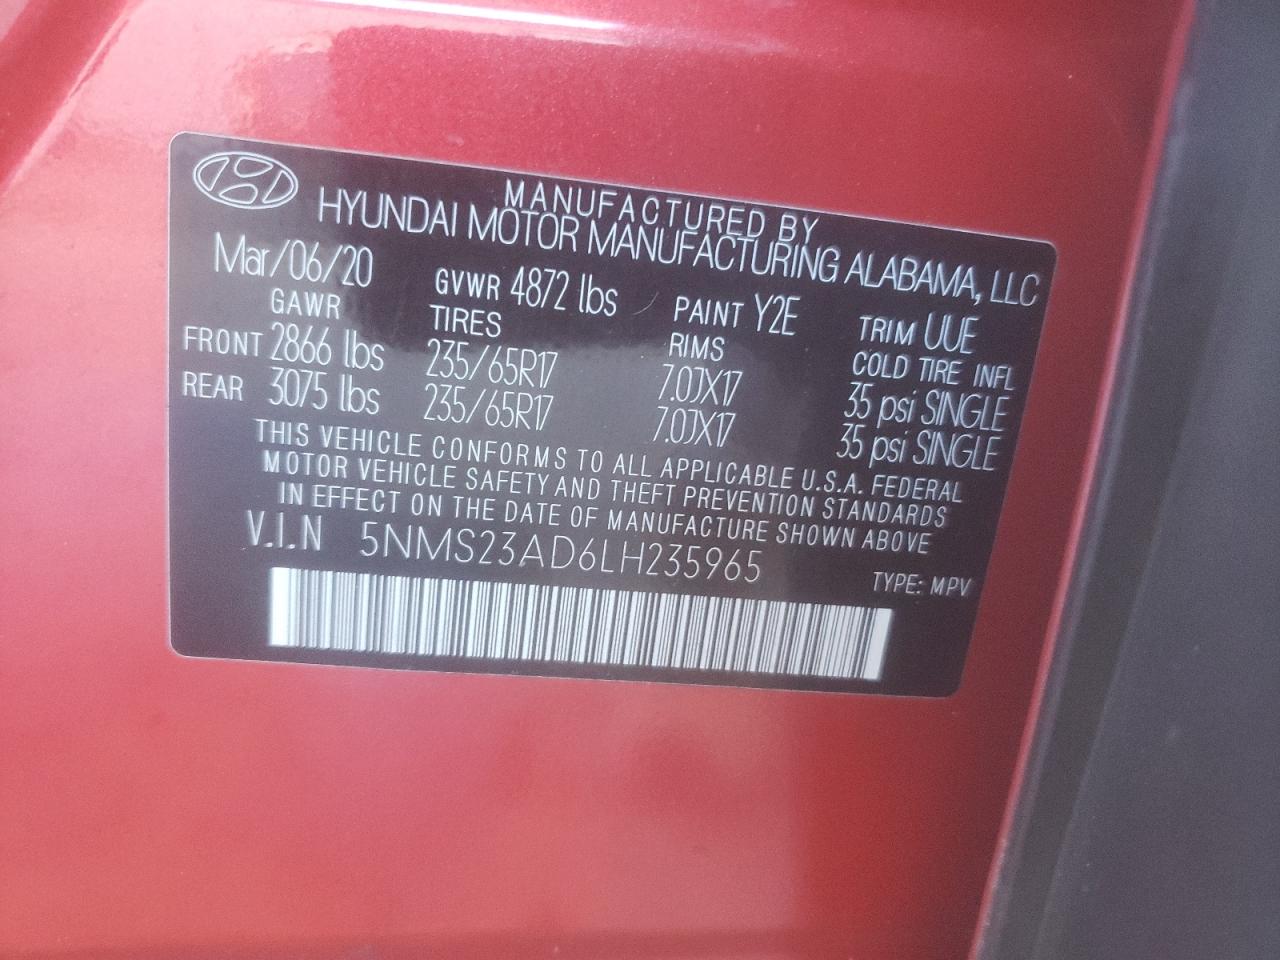 MANUFACTURED BY
HYUNDAI MOTOR MANUFACTURING ALABAMA, LLC
Mar/06/20 GVWR 4872 lbs PAINT Y2E TRIM UUE
GAWR TIRES RIMS COLD TIRE INFL
FRONT 2866 lbs 235/65R17 7.0JX17 35 psi SINGLE
REAR 3075 lbs 235/65R17 7.0JX17 35 psi SINGLE
THIS VEHICLE CONFORMS TO ALL APPLICABLE U.S.A. FEDERAL
MOTOR VEHICLE SAFETY AND THEFT PREVENTION STANDARDS
IN EFFECT ON THE DATE OF MANUFACTURE SHOWN ABOVE
V.I.N 5NMS23AD6LH235965 TYPE: MPV